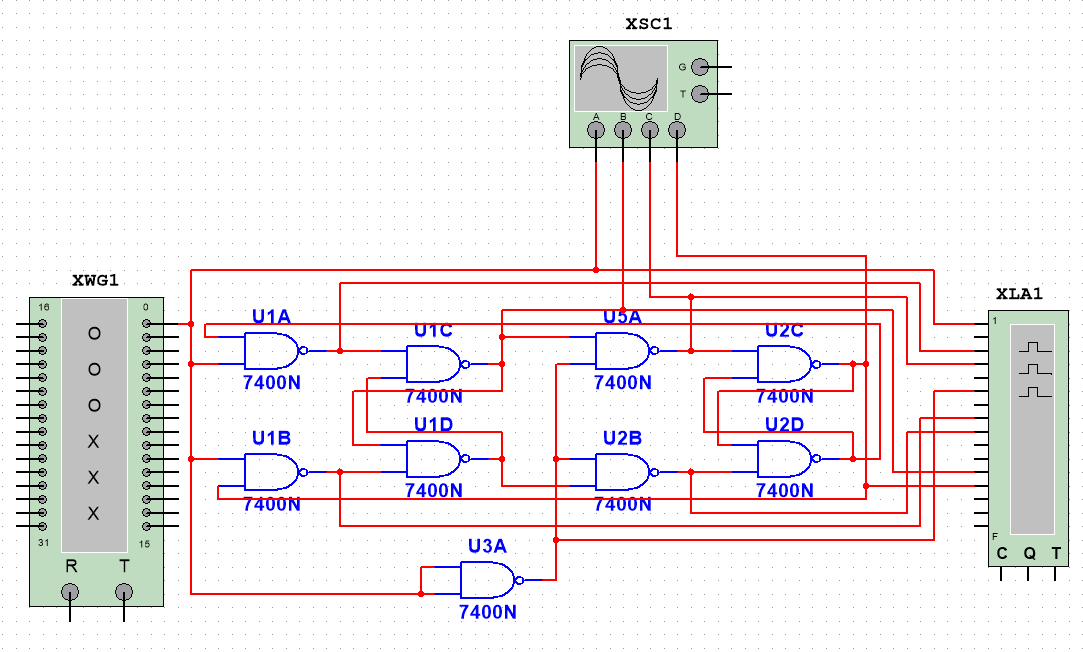 XSC1
G
T
A B C D
XWG1
16 0
O
O
O
X
X
X
31 15
R T
U1A
7400N
U1C
7400N
U5A
7400N
U2C
7400N
U1B
7400N
U1D
7400N
U2B
7400N
U2D
7400N
U3A
7400N
XLA1
1
F
C Q T